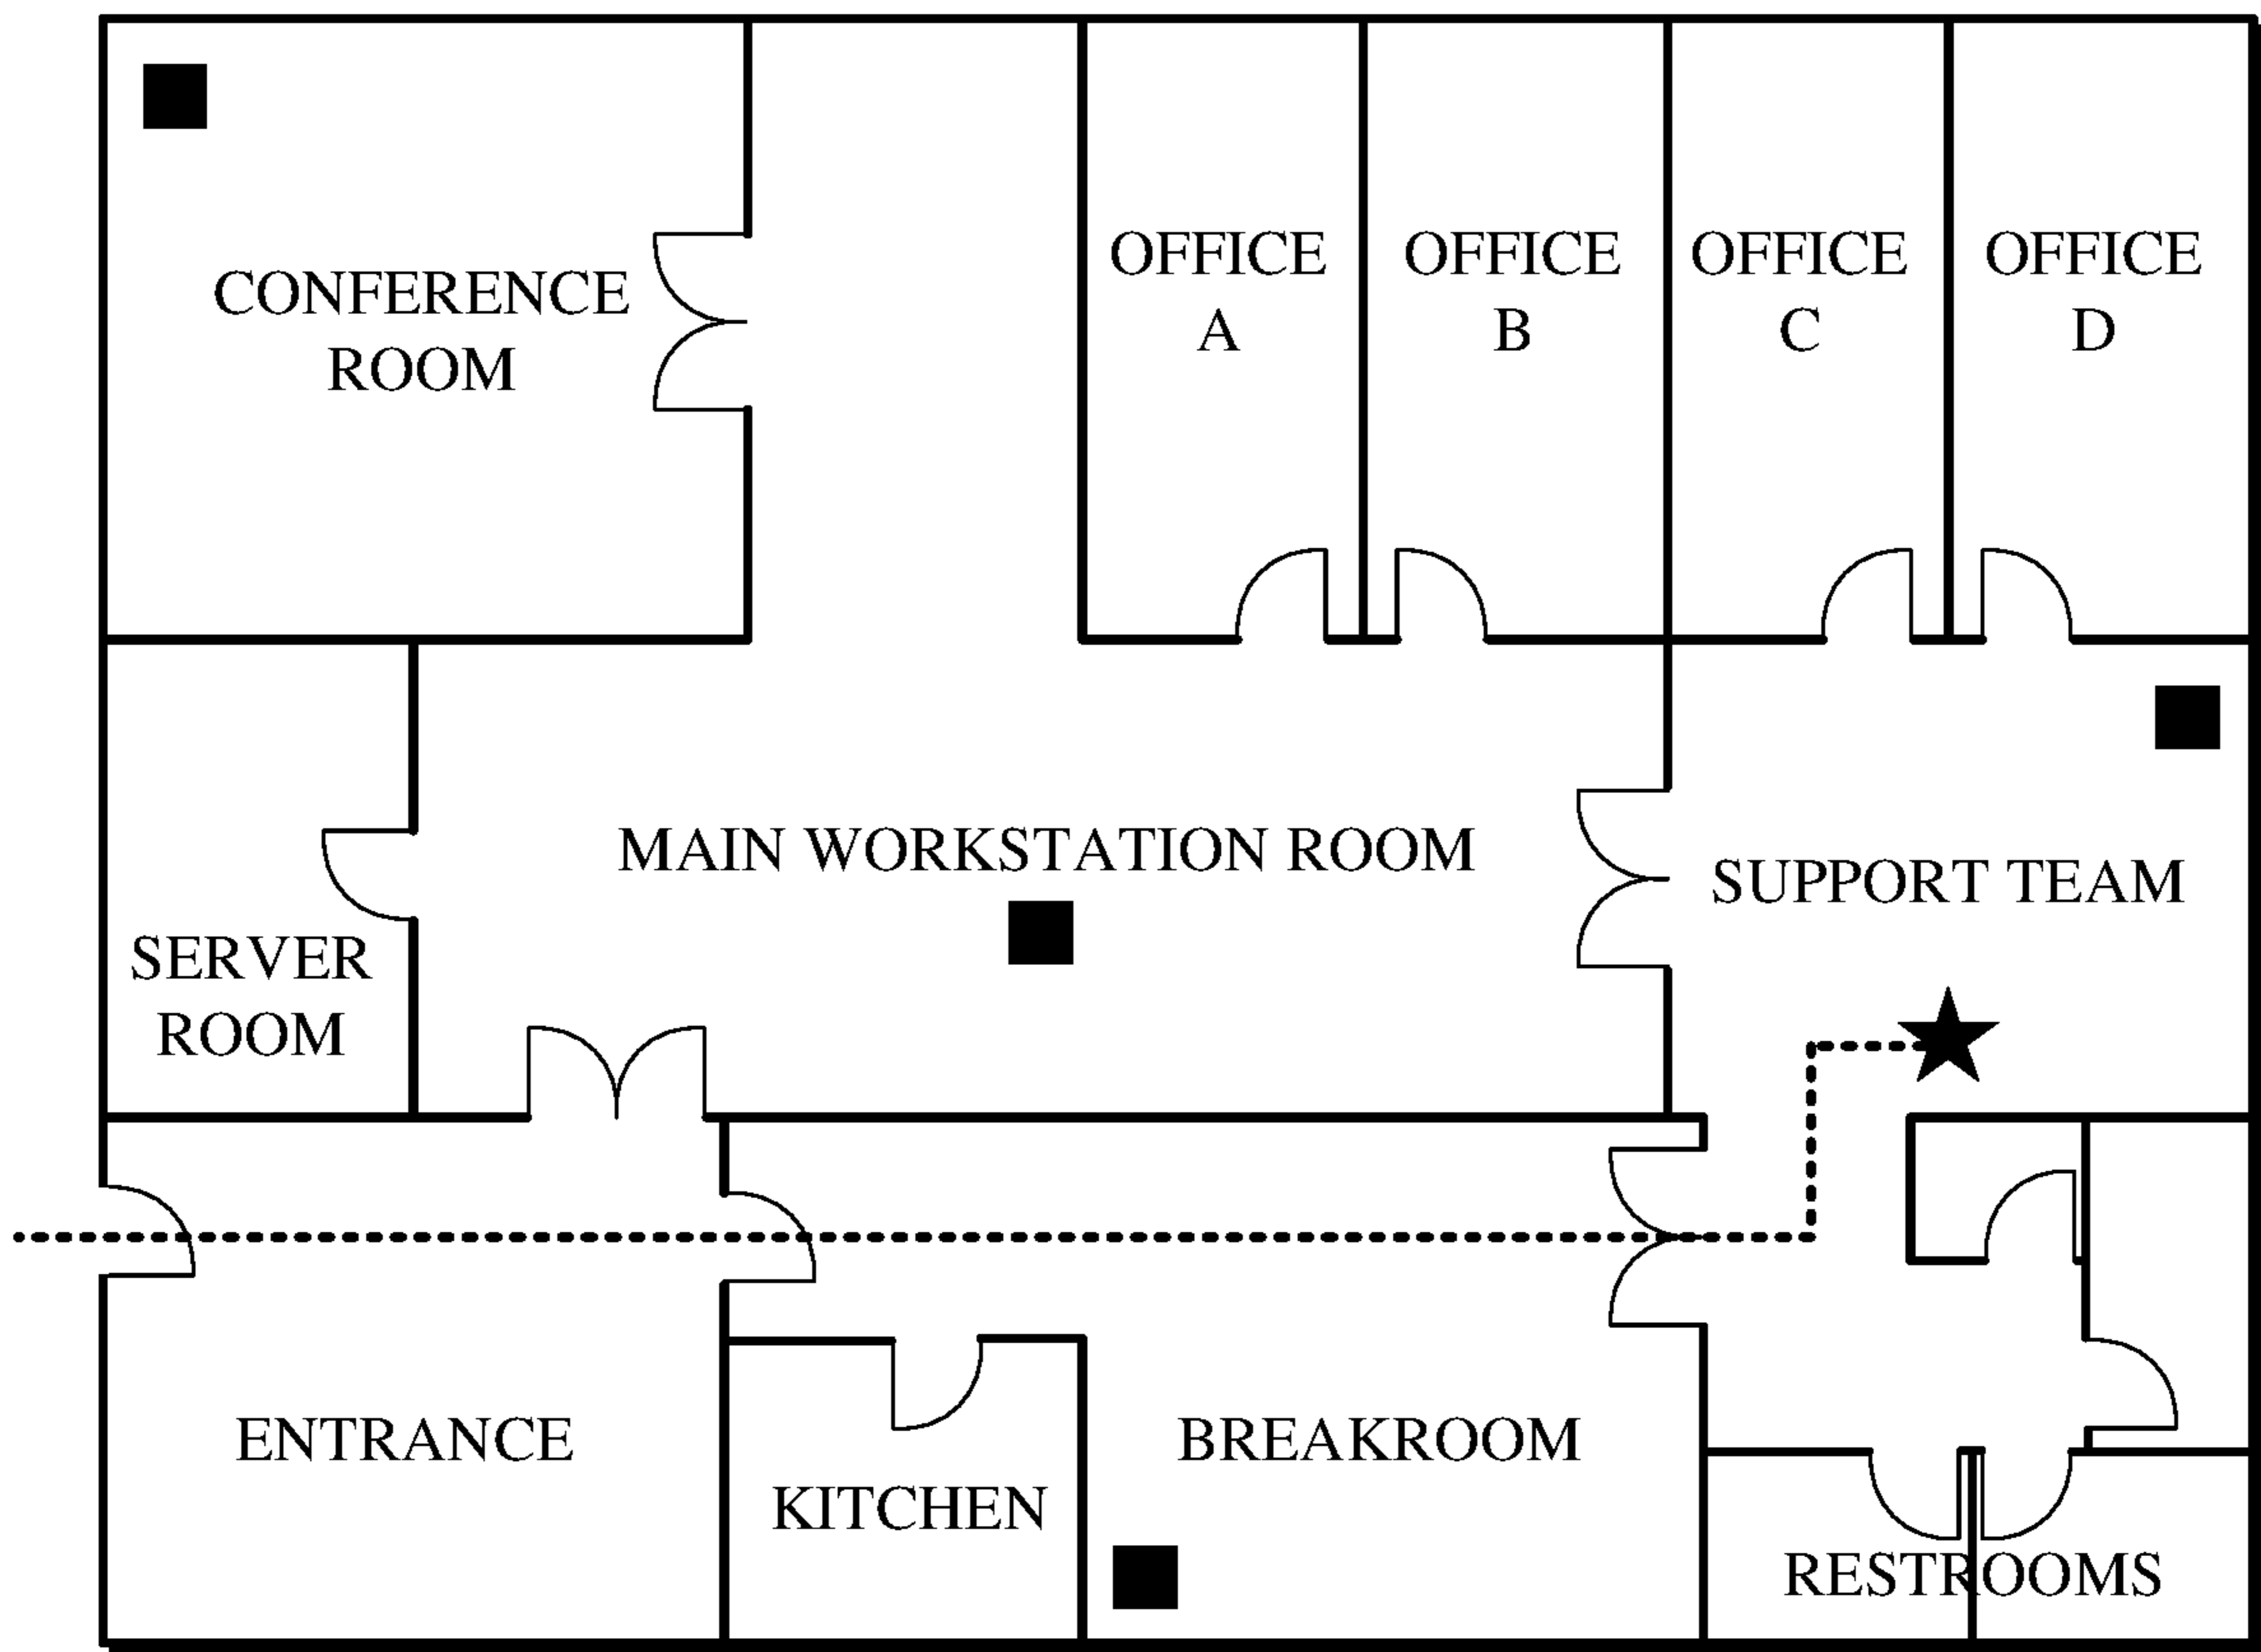 CONFERENCE
ROOM
OFFICE
A
OFFICE
B
OFFICE
C
OFFICE
D
MAIN WORKSTATION ROOM
SUPPORT TEAM
SERVER
ROOM
ENTRANCE
KITCHEN
BREAKROOM
RESTROOMS